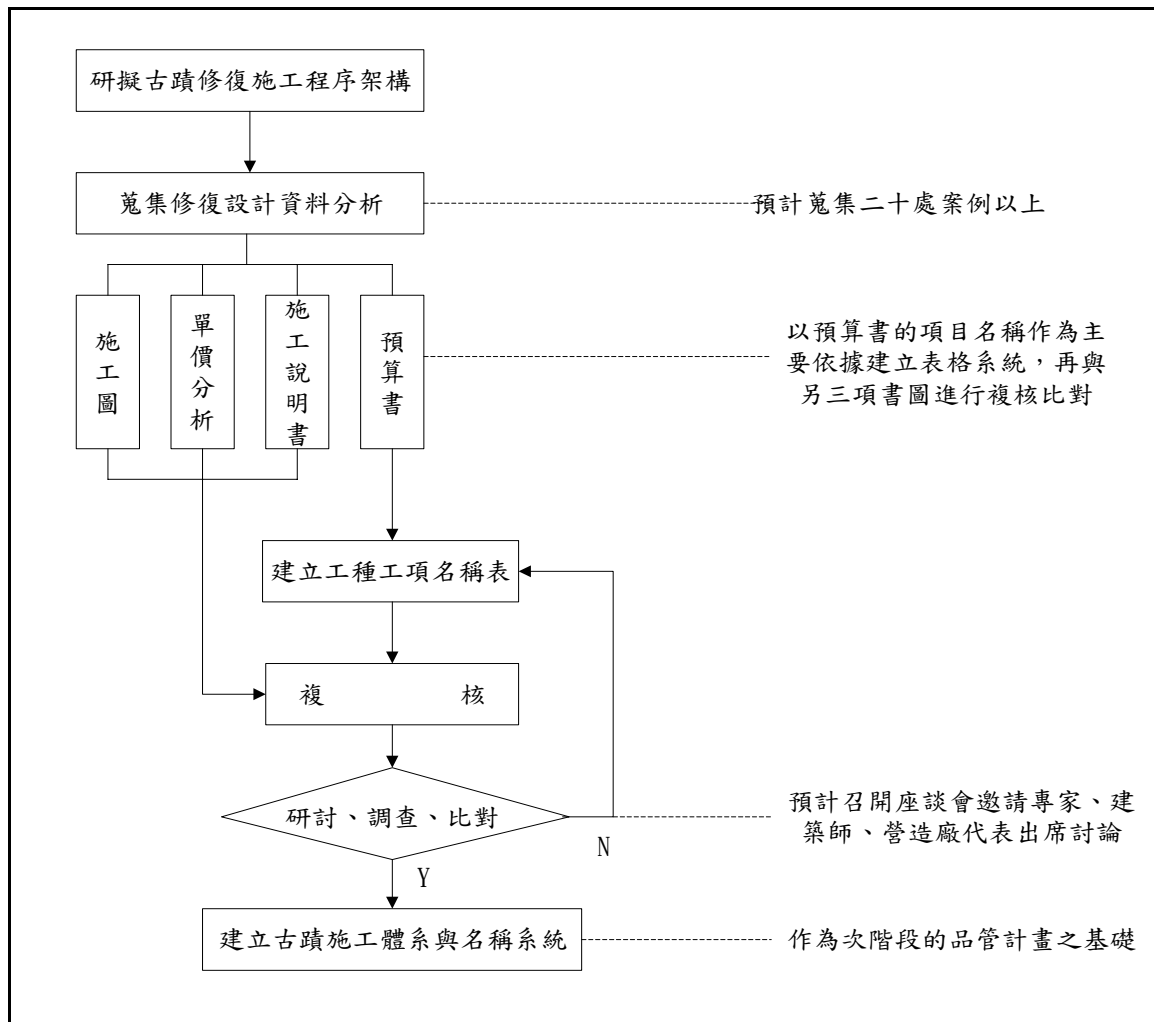 研擬古蹟修復施工程序架構
蒐集修復設計資料分析
預計蒐集二十處案例以上
施工圖
單價分析
施工說明書
預算書
以預算書的項目名稱作為主
要依據建立表格系統，再與
另三項書圖進行複核比對
建立工種工項名稱表
複 核
研討、調查、比對
N
預計召開座談會邀請專家、建
築師、營造廠代表出席討論
Y
建立古蹟施工體系與名稱系統
作為次階段的品管計畫之基礎